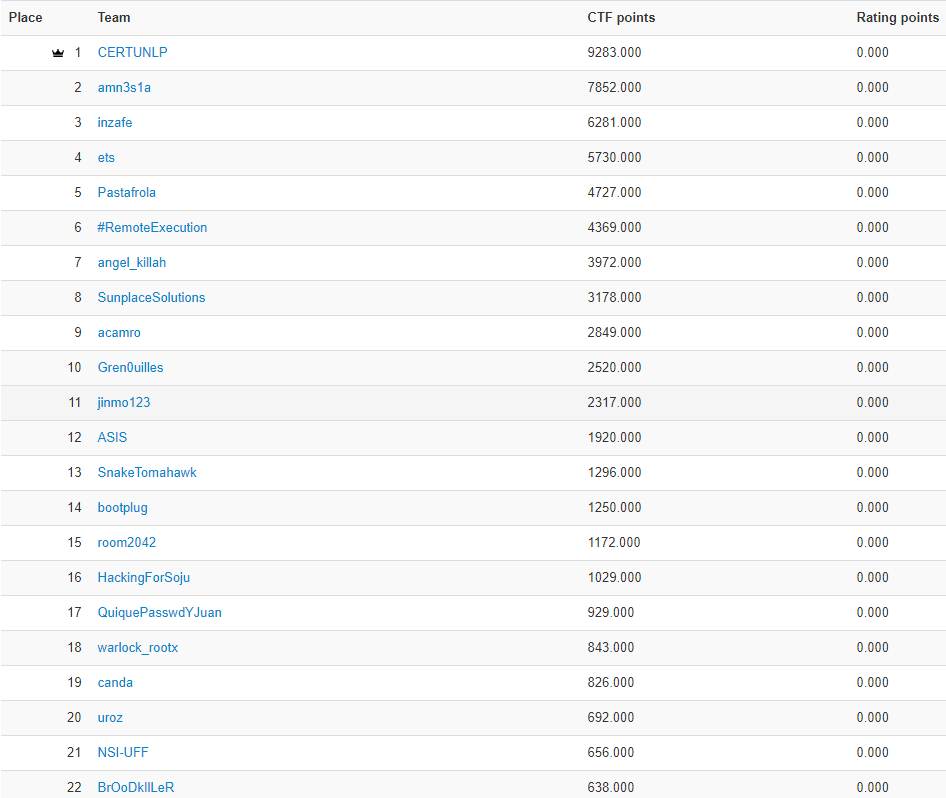 Place Team CTF points Rating points
1 CERTUNLP 9283.000 0.000
2 amn3s1a 7852.000 0.000
3 inzafe 6281.000 0.000
4 ets 5730.000 0.000
5 Pastafrola 4727.000 0.000
6 #RemoteExecution 4369.000 0.000
7 angel_killah 3972.000 0.000
8 SunplaceSolutions 3178.000 0.000
9 acamro 2849.000 0.000
10 Gren0uilles 2520.000 0.000
11 jinmo123 2317.000 0.000
12 ASIS 1920.000 0.000
13 SnakeTomahawk 1296.000 0.000
14 bootplug 1250.000 0.000
15 room2042 1172.000 0.000
16 HackingForSoju 1029.000 0.000
17 QuiquePasswdYJuan 929.000 0.000
18 warlock_rootx 843.000 0.000
19 canda 826.000 0.000
20 uroz 692.000 0.000
21 NSI-UFF 656.000 0.000
22 BrOoDkIlLeR 638.000 0.000